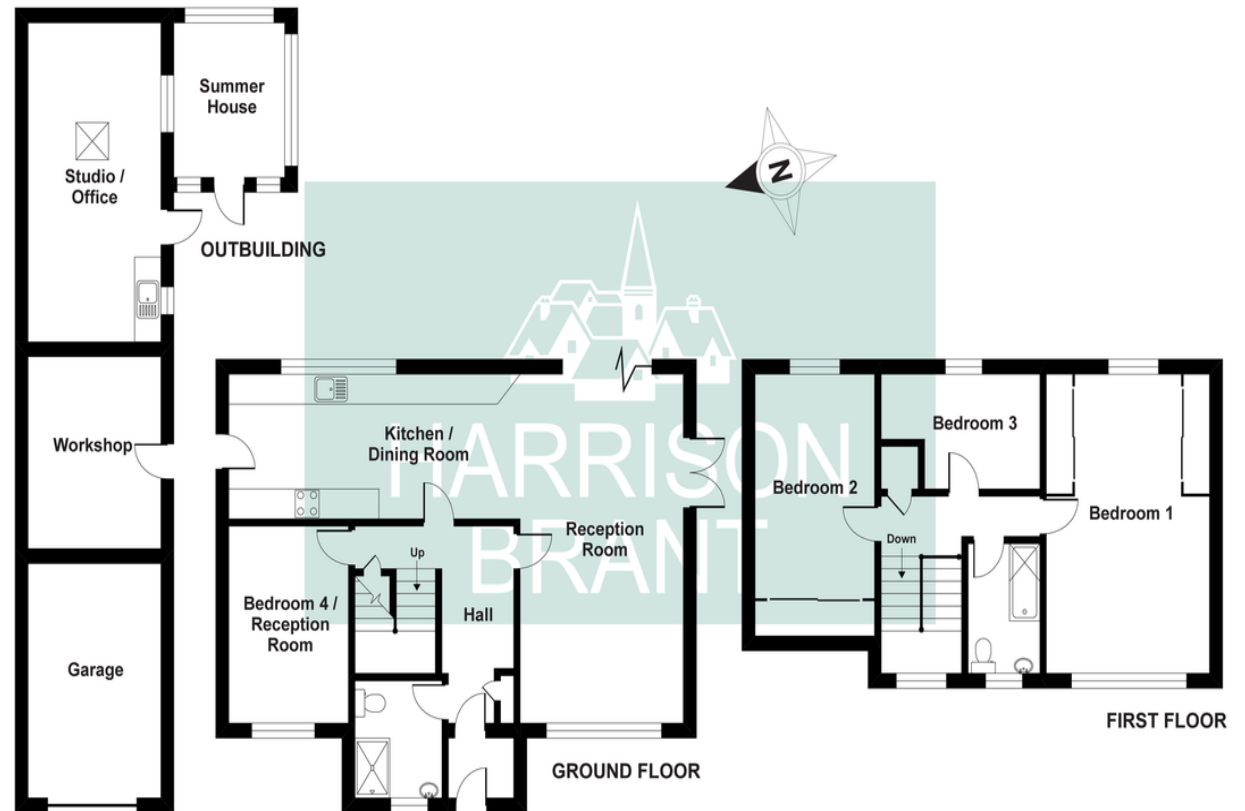 Summer
House
Studio /
Office
OUTBUILDING
N
HARRISON
BRANT
Workshop
Kitchen /
Dining Room
Reception
Room
Up
Hall
Bedroom 4 /
Reception
Room
Garage
GROUND FLOOR
Bedroom 3
Bedroom 2
Bedroom 1
Down
FIRST FLOOR